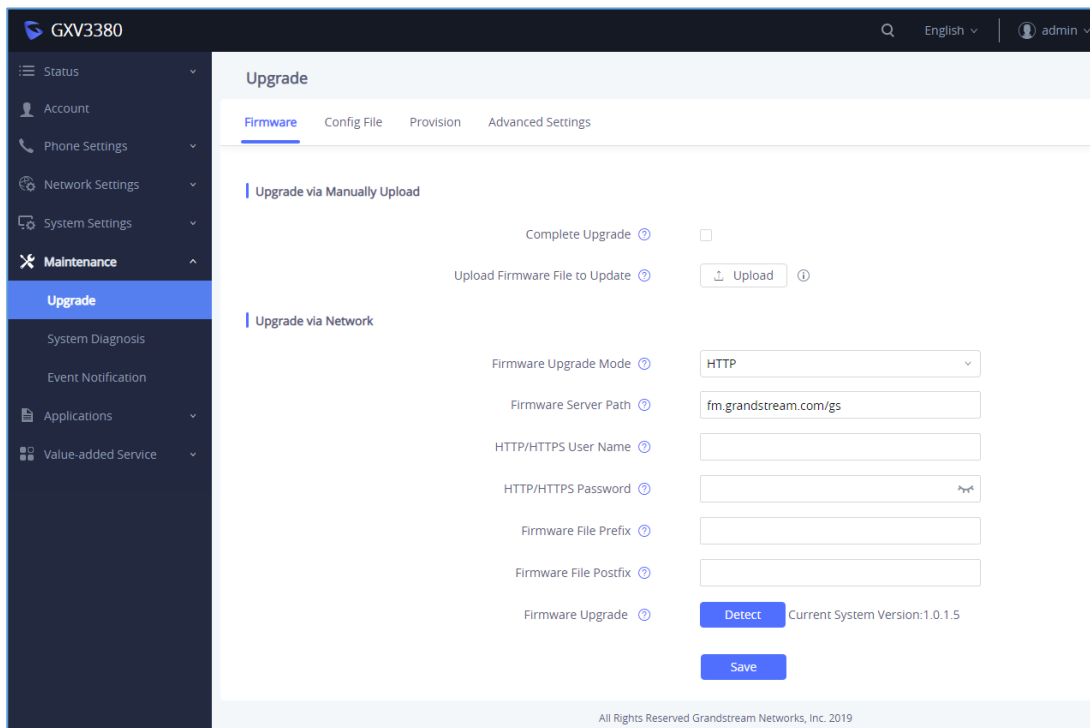 GXV3380
English
admin
Status
Account
Phone Settings
Network Settings
System Settings
Maintenance
Upgrade
System Diagnosis
Event Notification
Applications
Value-added Service
Upgrade
Firmware Config File Provision Advanced Settings
Upgrade via Manually Upload
Complete Upgrade
Upload Firmware File to Update Upload
Upgrade via Network
Firmware Upgrade Mode HTTP
Firmware Server Path fm.grandstream.com/gs
HTTP/HTTPS User Name
HTTP/HTTPS Password
Firmware File Prefix
Firmware File Postfix
Firmware Upgrade Detect Current System Version:1.0.1.5
Save
All Rights Reserved Grandstream Networks, Inc. 2019